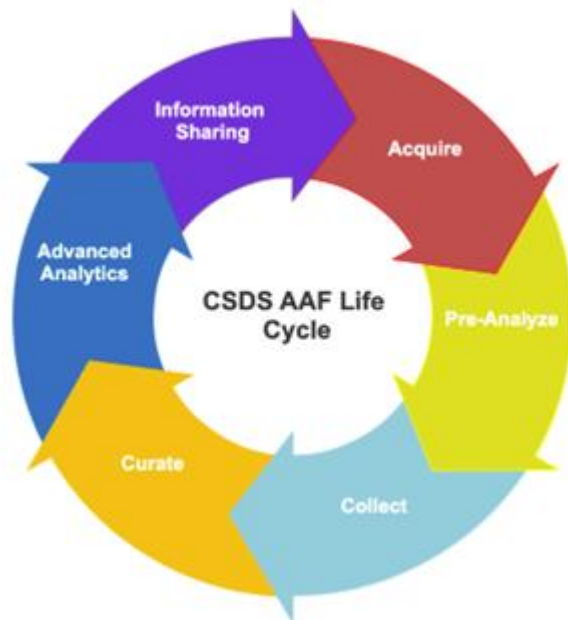 Information
Sharing
Acquire
Advanced
Analytics
CSDS AAF Life
Cycle
Pre-Analyze
Curate
Collect